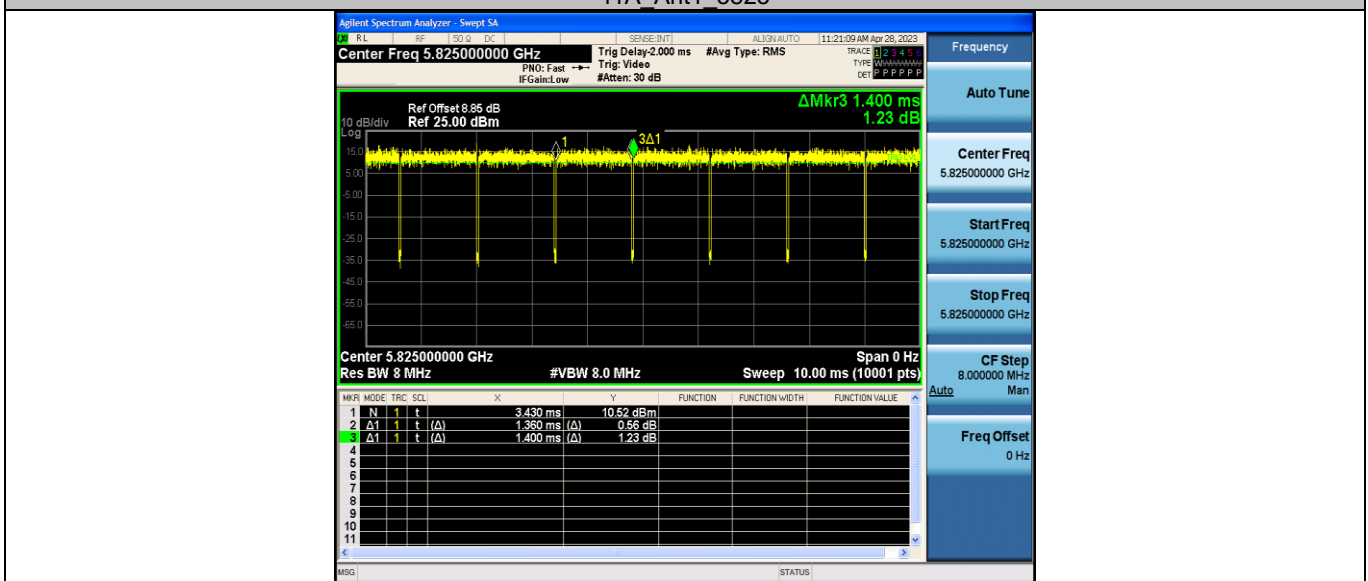 11A_Ant1_5825
Agilent Spectrum Analyzer - Swept SA
RL RF 50 Ω DC SENSE:INT ALIGN AUTO 11:21:09 AM Apr 28, 2023
Center Freq 5.825000000 GHz
PNO: Fast
IFGain:Low
Trig Delay-2.000 ms
Trig: Video
#Atten: 30 dB
#Avg Type: RMS
TRACE 1 2 3 4 5 6
TYPE
DET P P P P P P
Ref Offset 8.85 dB
10 dB/div Ref 25.00 dBm
Log
ΔMkr3 1.400 ms
1.23 dB
1
3Δ1
15.0
5.00
-5.00
-15.0
-25.0
-35.0
-45.0
-55.0
-65.0
Center 5.825000000 GHz Span 0 Hz
Res BW 8 MHz #VBW 8.0 MHz Sweep 10.00 ms (10001 pts)
MKR MODE TRC SCL X Y FUNCTION FUNCTION WIDTH FUNCTION VALUE
1 N 1 t 3.430 ms 10.52 dBm
2 Δ1 1 t (Δ) 1.360 ms (Δ) 0.56 dB
3 Δ1 1 t (Δ) 1.400 ms (Δ) 1.23 dB
4
5
6
7
8
9
10
11
MSG STATUS
Frequency
Auto Tune
Center Freq
5.825000000 GHz
Start Freq
5.825000000 GHz
Stop Freq
5.825000000 GHz
CF Step
8.000000 MHz
Auto Man
Freq Offset
0 Hz